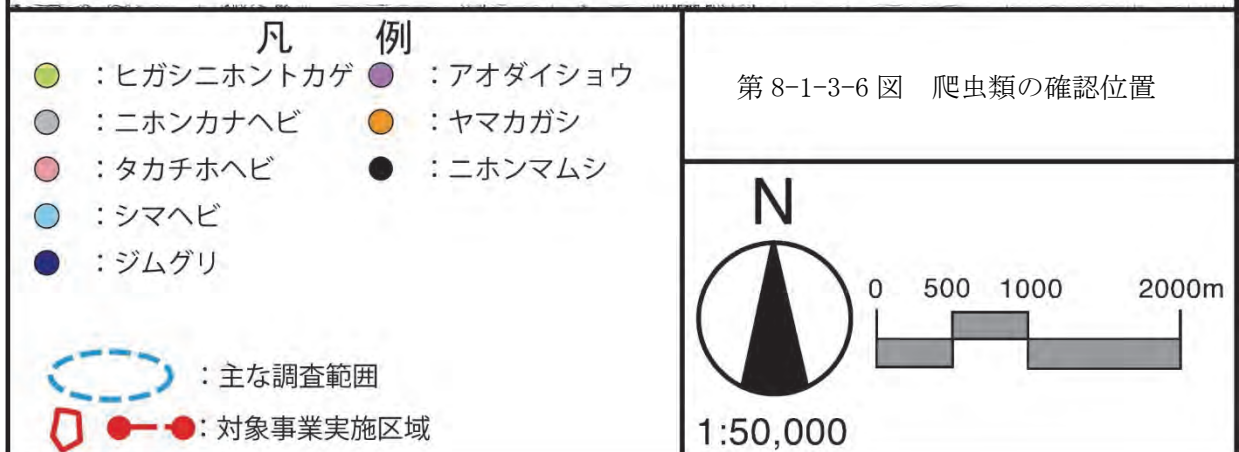 凡 例
：ヒガシニホントカゲ
：ニホンカナヘビ
：タカチホヘビ
：シマヘビ
：ジムグリ
：アオダイショウ
：ヤマカガシ
：ニホンマムシ
：主な調査範囲
：対象事業実施区域
第 8-1-3-6 図　爬虫類の確認位置
N
0 500 1000 2000m
1:50,000